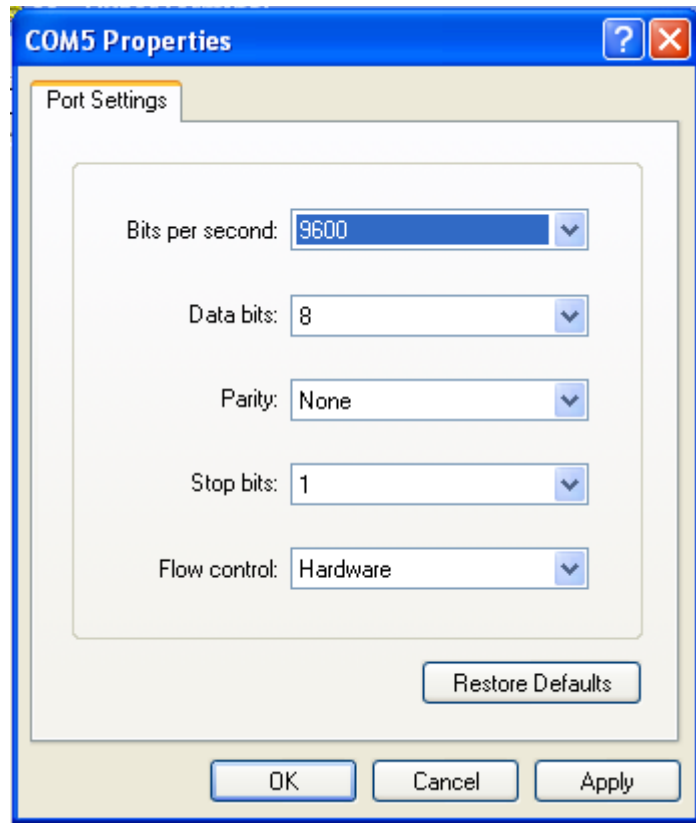 COM5 Properties
Port Settings
Bits per second: 9600
Data bits: 8
Parity: None
Stop bits: 1
Flow control: Hardware
Restore Defaults
OK Cancel Apply